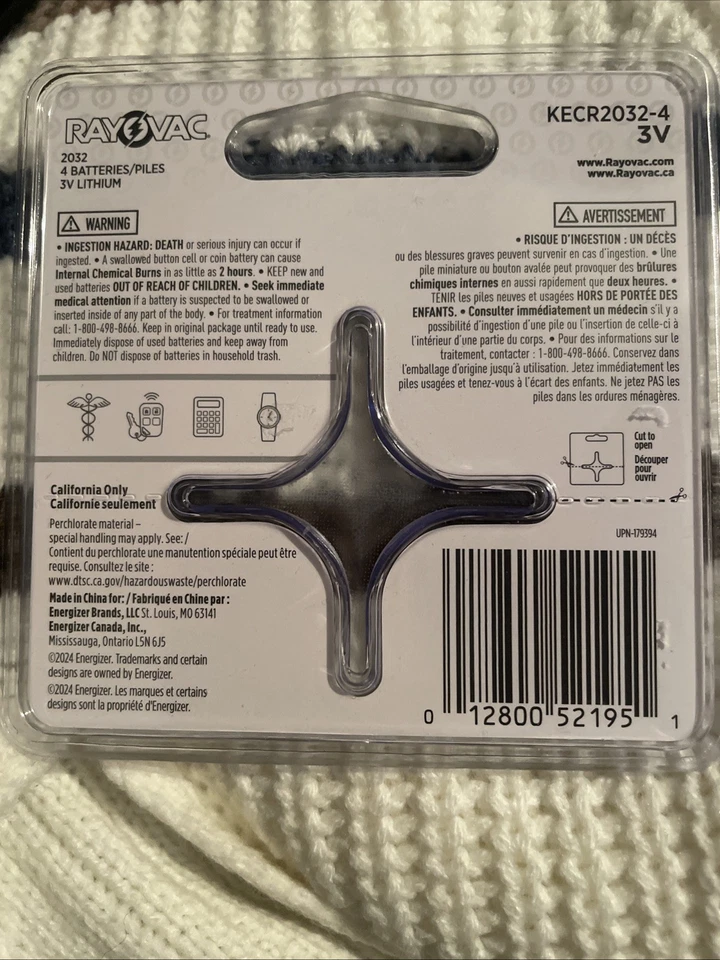 RAYOVAC
2032
4 BATTERIES/PILES
3V LITHIUM
KECR2032-4
3V
www.Rayovac.com
www.Rayovac.ca
WARNING
• INGESTION HAZARD: DEATH or serious injury can occur if
ingested. • A swallowed button cell or coin battery can cause
Internal Chemical Burns in as little as 2 hours. • KEEP new and
used batteries OUT OF REACH OF CHILDREN. • Seek immediate
medical attention if a battery is suspected to be swallowed or
inserted inside of any part of the body. • For treatment information
call: 1-800-498-8666. Keep in original package until ready to use.
Immediately dispose of used batteries and keep away from
children. Do NOT dispose of batteries in household trash.
AVERTISSEMENT
• RISQUE D'INGESTION : UN DÉCÈS
ou des blessures graves peuvent survenir en cas d'ingestion. • Une
pile miniature ou bouton avalée peut provoquer des brûlures
chimiques internes en aussi rapidement que deux heures. •
TENIR les piles neuves et usagées HORS DE PORTÉE DES
ENFANTS. • Consulter immédiatement un médecin s'il y a
possibilité d'ingestion d'une pile ou l'insertion de celle-ci à
l'intérieur d'une partie du corps. • Pour des informations sur le
traitement, contacter : 1-800-498-8666. Conservez dans
l'emballage d'origine jusqu'à utilisation. Jetez immédiatement les
piles usagées et tenez-vous à l'écart des enfants. Ne jetez PAS les
piles dans les ordures ménagères.
Cut to
open
Découper
pour
ouvrir
California Only
Californie seulement
Perchlorate material –
special handling may apply. See: /
Contient du perchlorate une manutention spéciale peut être
requise. Consultez le site :
www.dtsc.ca.gov/hazardouswaste/perchlorate
Made in China for: / Fabriqué en Chine par :
Energizer Brands, LLC St. Louis, MO 63141
Energizer Canada, Inc.,
Mississauga, Ontario L5N 6J5
©2024 Energizer. Trademarks and certain
designs are owned by Energizer.
©2024 Energizer. Les marques et certains
designs sont la propriété d'Energizer.
UPN-179394
0 12800 52195 1